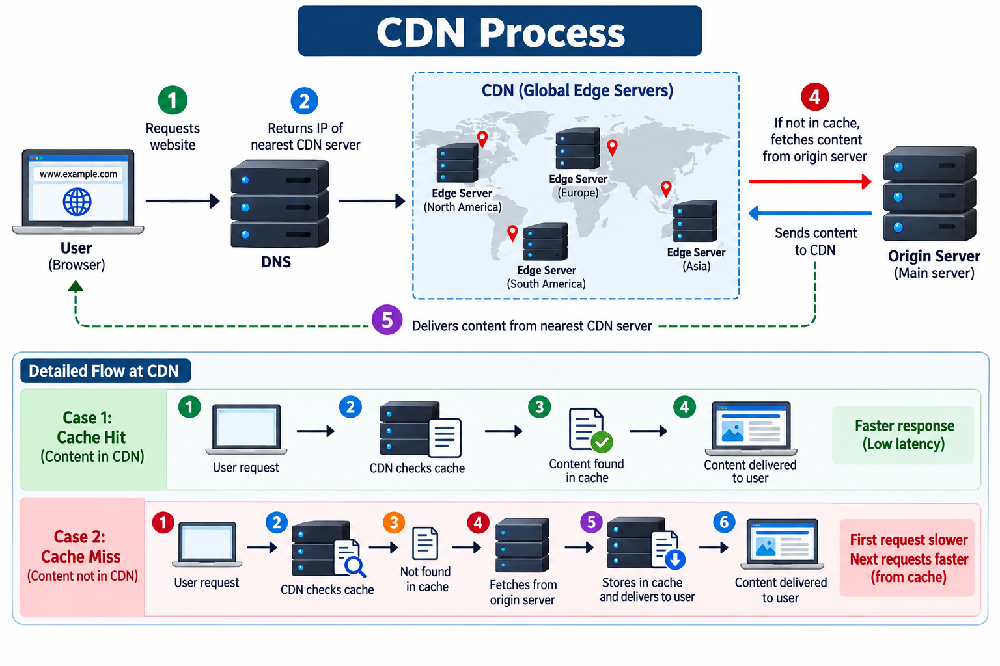 CDN Process
1
Requests
website
2
Returns IP of
nearest CDN server
CDN (Global Edge Servers)
4
If not in cache,
fetches content
from origin server
www.example.com
User
(Browser)
DNS
Edge Server
(North America)
Edge Server
(Europe)
Edge Server
(South America)
Edge Server
(Asia)
Sends content
to CDN
Origin Server
(Main server)
5
Delivers content from nearest CDN server
Detailed Flow at CDN
Case 1:
Cache Hit
(Content in CDN)
1
User request
2
CDN checks cache
3
Content found
in cache
4
Content delivered
to user
Faster response
(Low latency)
Case 2:
Cache Miss
(Content not in CDN)
1
User request
2
CDN checks cache
3
Not found
in cache
4
Fetches from
origin server
5
Stores in cache
and delivers to user
6
Content delivered
to user
First request slower
Next requests faster
(from cache)